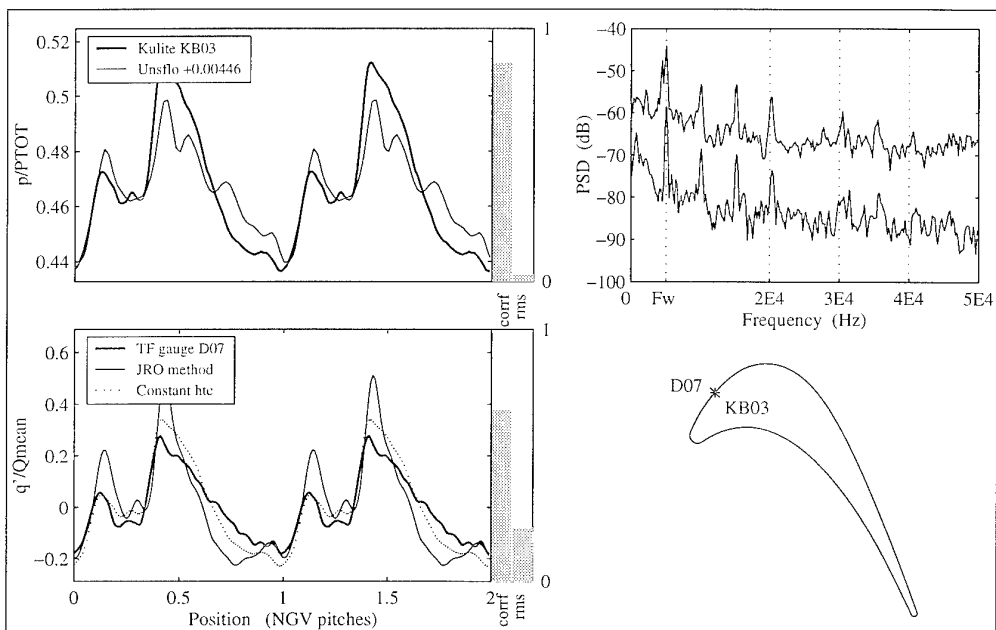 0.52
0.5
0.48
0.46
0.44
p/PTOT
Kulite KB03
Unsflo +0.00446
1
0
corrf
rms
−40
−50
−60
−70
−80
−90
−100
PSD (dB)
0 Fw 2E4 3E4 4E4 5E4
Frequency (Hz)
0.6
0.4
0.2
0
−0.2
q'/Qmean
TF gauge D07
JRO method
Constant htc
0 0.5 1 1.5 2
Position (NGV pitches)
1
0
corrf
rms
D07
KB03